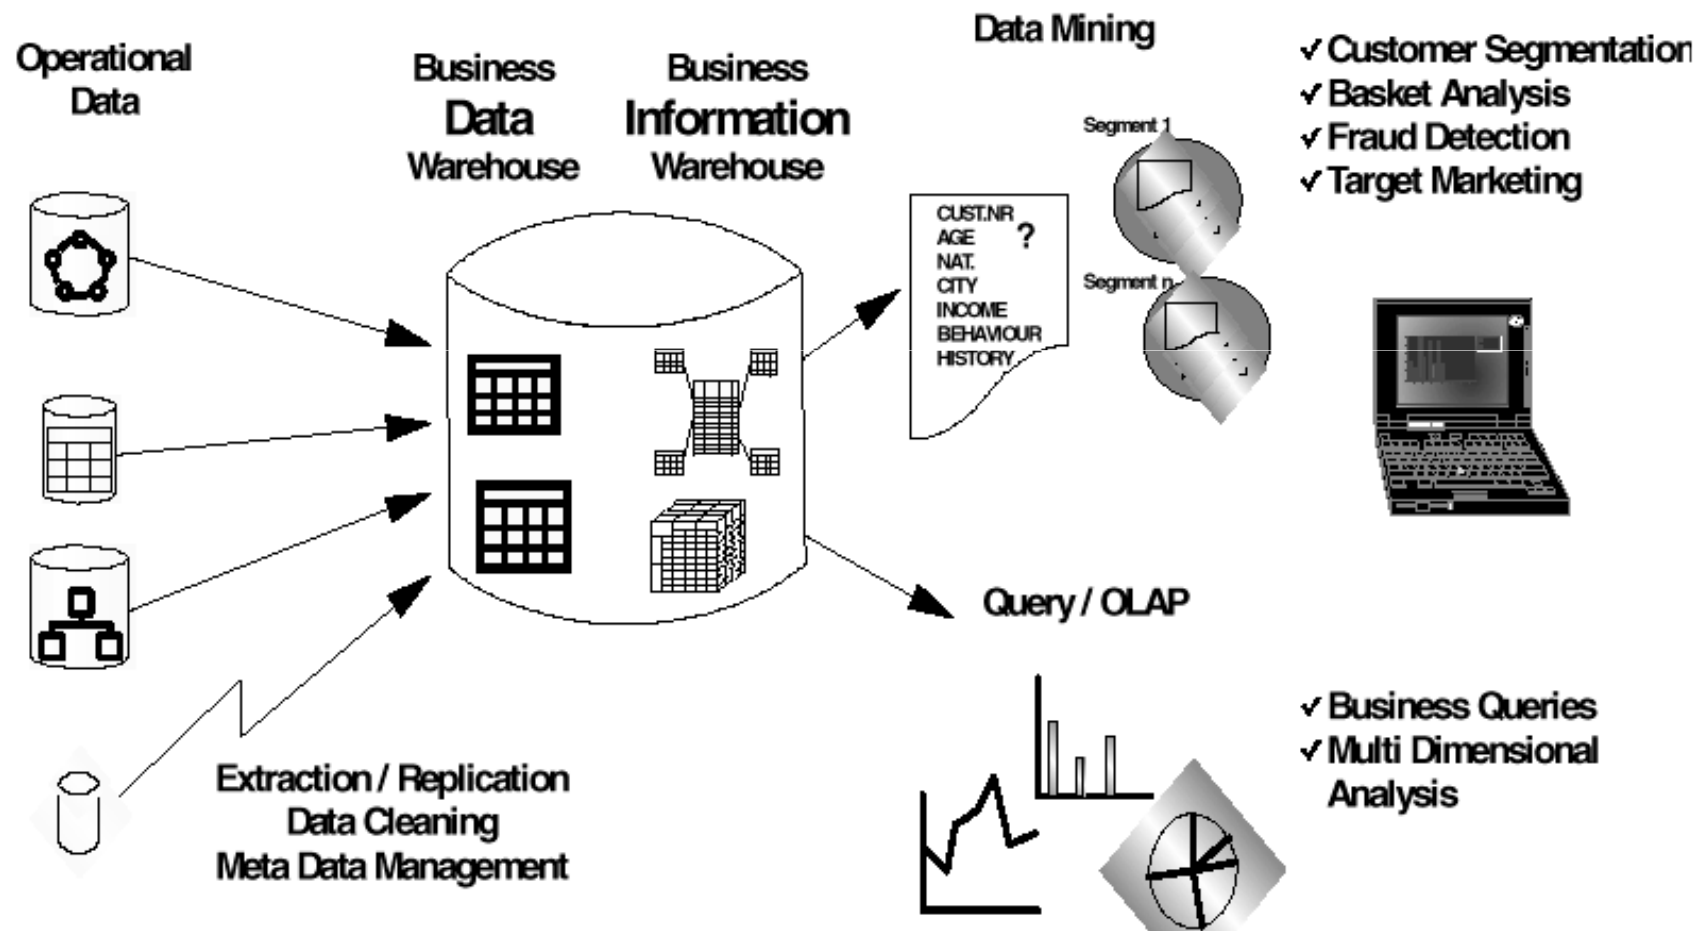 Operational
Data
Business
Data
Warehouse
Business
Information
Warehouse
Data Mining
✓ Customer Segmentation
✓ Basket Analysis
✓ Fraud Detection
✓ Target Marketing
Segment 1
Segment n
CUST.NR
AGE ?
NAT.
CITY
INCOME
BEHAVIOUR
HISTORY
Query / OLAP
✓ Business Queries
✓ Multi Dimensional
Analysis
Extraction / Replication
Data Cleaning
Meta Data Management